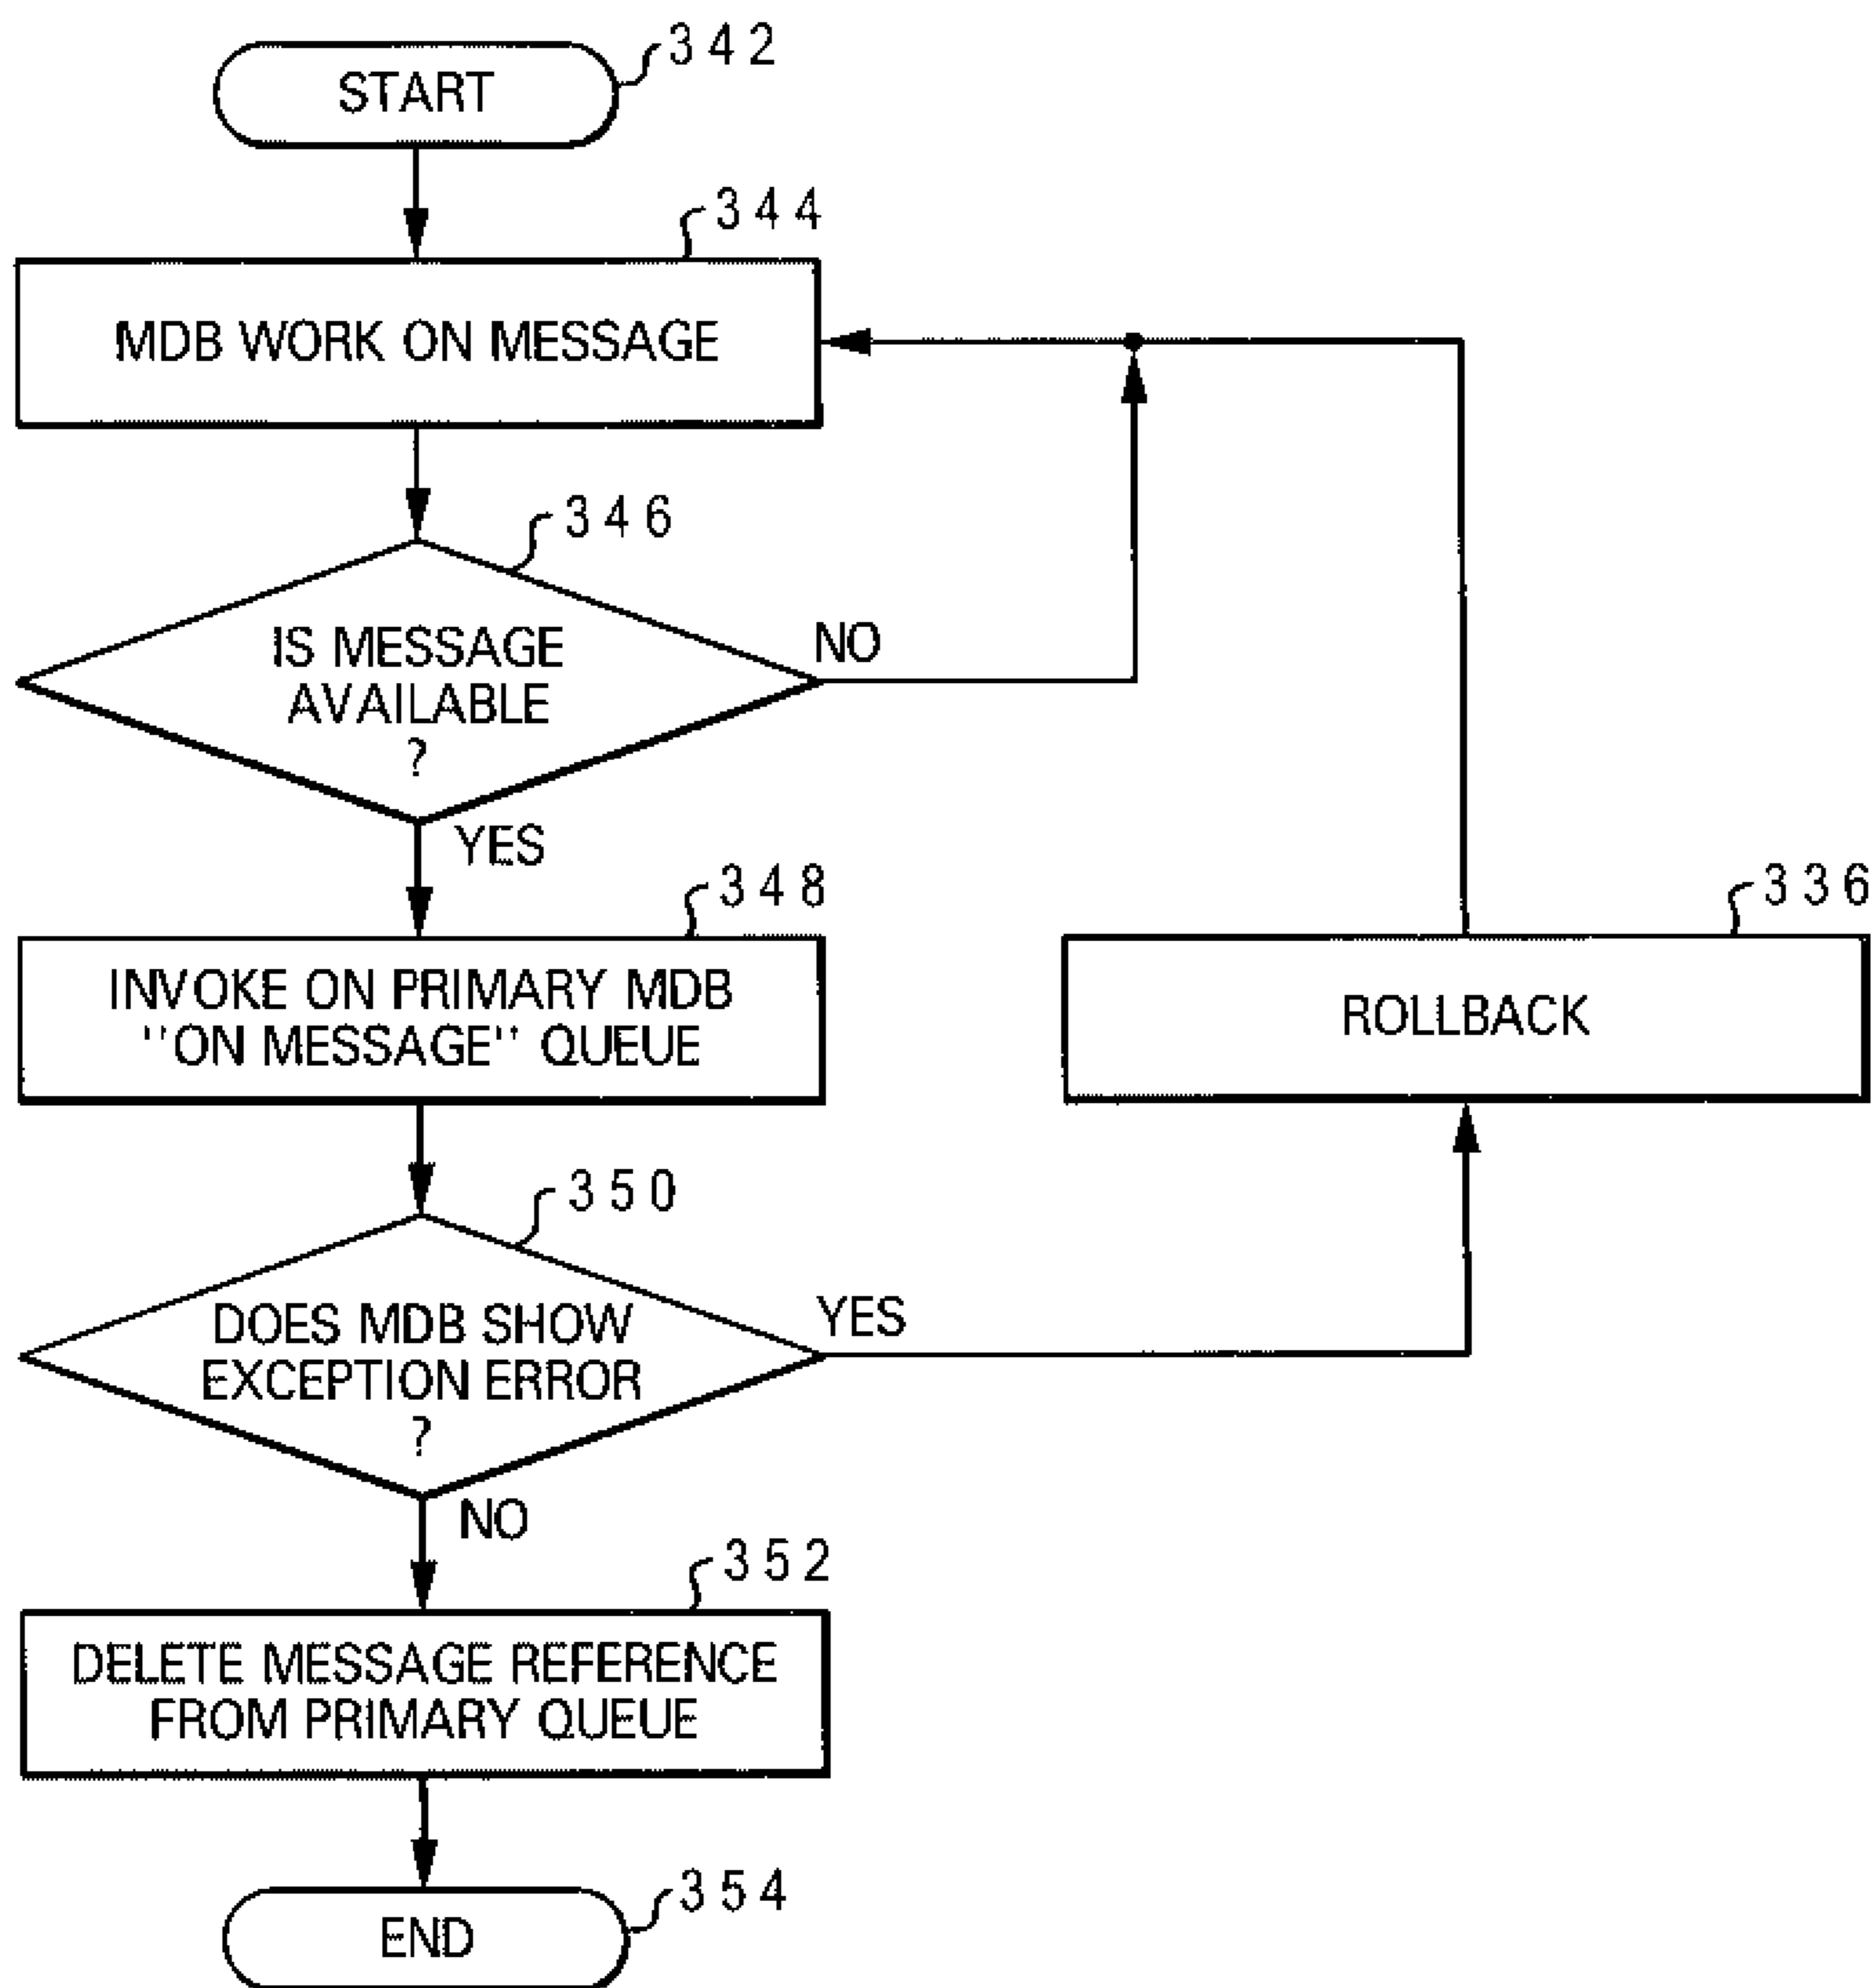 342
START
344
MDB WORK ON MESSAGE
346
IS MESSAGE
AVAILABLE
?
NO
YES
348
INVOKE ON PRIMARY MDB
"ON MESSAGE" QUEUE
336
ROLLBACK
350
DOES MDB SHOW
EXCEPTION ERROR
?
YES
NO
352
DELETE MESSAGE REFERENCE
FROM PRIMARY QUEUE
354
END